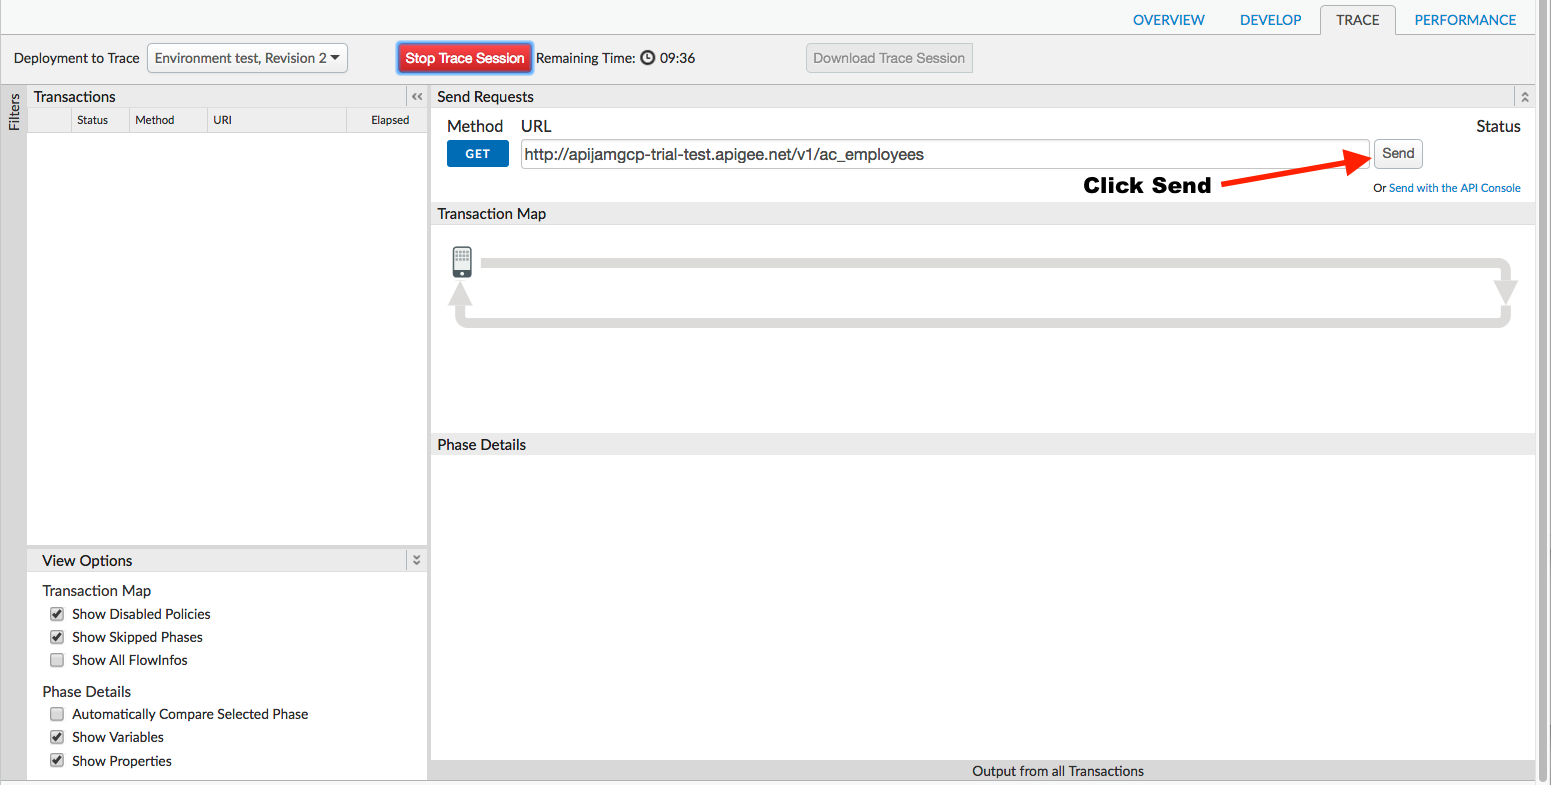 OVERVIEW DEVELOP TRACE PERFORMANCE
Deployment to Trace Environment test, Revision 2 Stop Trace Session Remaining Time: 09:36 Download Trace Session
Filters
Transactions
Status Method URI Elapsed
Send Requests
Method URL Status
GET http://apijamgcp-trial-test.apigee.net/v1/ac_employees Send
Click Send
Or Send with the API Console
Transaction Map
Phase Details
View Options
Transaction Map
Show Disabled Policies
Show Skipped Phases
Show All FlowInfos
Phase Details
Automatically Compare Selected Phase
Show Variables
Show Properties
Output from all Transactions